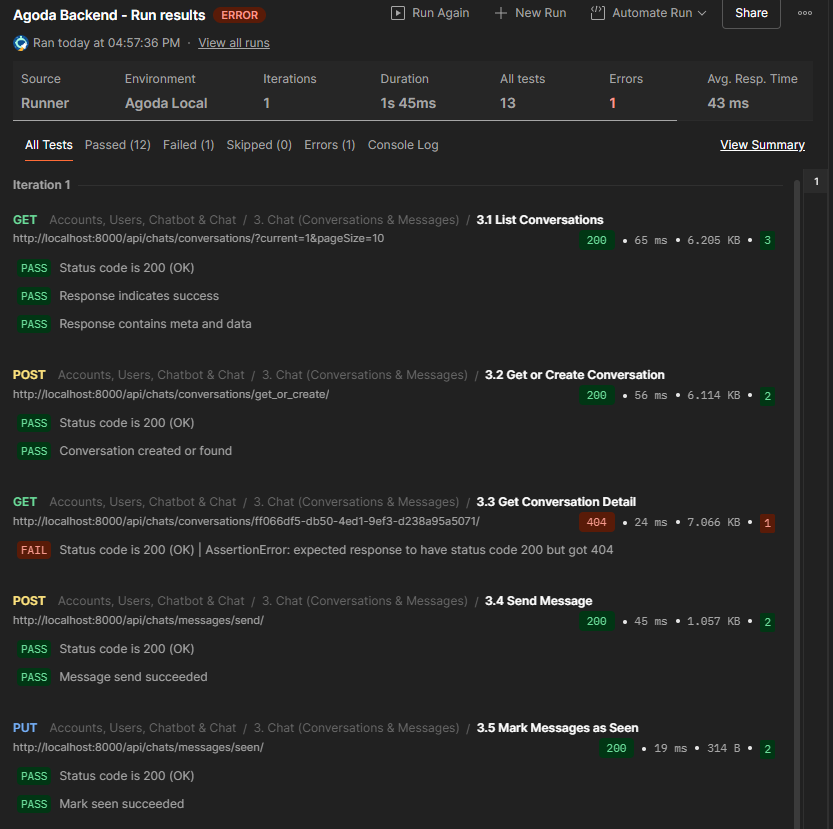 Agoda Backend - Run results ERROR Run Again New Run Automate Run Share
Ran today at 04:57:36 PM · View all runs
Source Environment Iterations Duration All tests Errors Avg. Resp. Time
Runner Agoda Local 1 1s 45ms 13 1 43 ms
All Tests Passed (12) Failed (1) Skipped (0) Errors (1) Console Log View Summary
Iteration 1 1
GET Accounts, Users, Chatbot & Chat / 3. Chat (Conversations & Messages) / 3.1 List Conversations
http://localhost:8000/api/chats/conversations/?current=1&pageSize=10 200 • 65 ms • 6.205 KB • 3
PASS Status code is 200 (OK)
PASS Response indicates success
PASS Response contains meta and data
POST Accounts, Users, Chatbot & Chat / 3. Chat (Conversations & Messages) / 3.2 Get or Create Conversation
http://localhost:8000/api/chats/conversations/get_or_create/ 200 • 56 ms • 6.114 KB • 2
PASS Status code is 200 (OK)
PASS Conversation created or found
GET Accounts, Users, Chatbot & Chat / 3. Chat (Conversations & Messages) / 3.3 Get Conversation Detail
http://localhost:8000/api/chats/conversations/ff066df5-db50-4ed1-9ef3-d238a95a5071/ 404 • 24 ms • 7.066 KB • 1
FAIL Status code is 200 (OK) | AssertionError: expected response to have status code 200 but got 404
POST Accounts, Users, Chatbot & Chat / 3. Chat (Conversations & Messages) / 3.4 Send Message
http://localhost:8000/api/chats/messages/send/ 200 • 45 ms • 1.057 KB • 2
PASS Status code is 200 (OK)
PASS Message send succeeded
PUT Accounts, Users, Chatbot & Chat / 3. Chat (Conversations & Messages) / 3.5 Mark Messages as Seen
http://localhost:8000/api/chats/messages/seen/ 200 • 19 ms • 314 B • 2
PASS Status code is 200 (OK)
PASS Mark seen succeeded